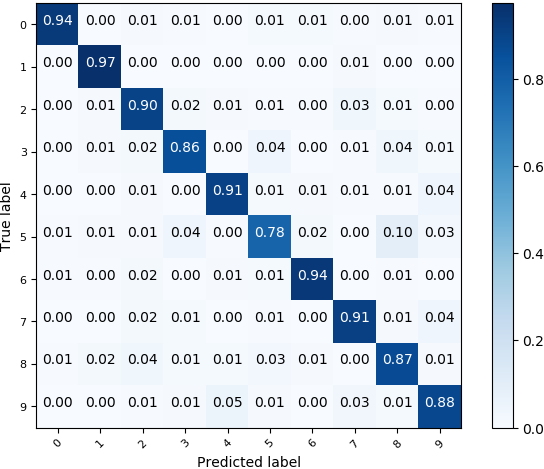 0 0.94 0.00 0.01 0.01 0.00 0.01 0.01 0.00 0.01 0.01
1 0.00 0.97 0.00 0.00 0.00 0.00 0.00 0.01 0.00 0.00
2 0.00 0.01 0.90 0.02 0.01 0.01 0.00 0.03 0.01 0.00
3 0.00 0.01 0.02 0.86 0.00 0.04 0.00 0.01 0.04 0.01
4 0.00 0.00 0.01 0.00 0.91 0.01 0.01 0.01 0.01 0.04
5 0.01 0.01 0.01 0.04 0.00 0.78 0.02 0.00 0.10 0.03
6 0.01 0.00 0.02 0.00 0.01 0.01 0.94 0.00 0.01 0.00
7 0.00 0.00 0.02 0.01 0.00 0.01 0.00 0.91 0.01 0.04
8 0.01 0.02 0.04 0.01 0.01 0.03 0.01 0.00 0.87 0.01
9 0.00 0.00 0.01 0.01 0.05 0.01 0.00 0.03 0.01 0.88
0 1 2 3 4 5 6 7 8 9
True label
Predicted label
0.8
0.6
0.4
0.2
0.0